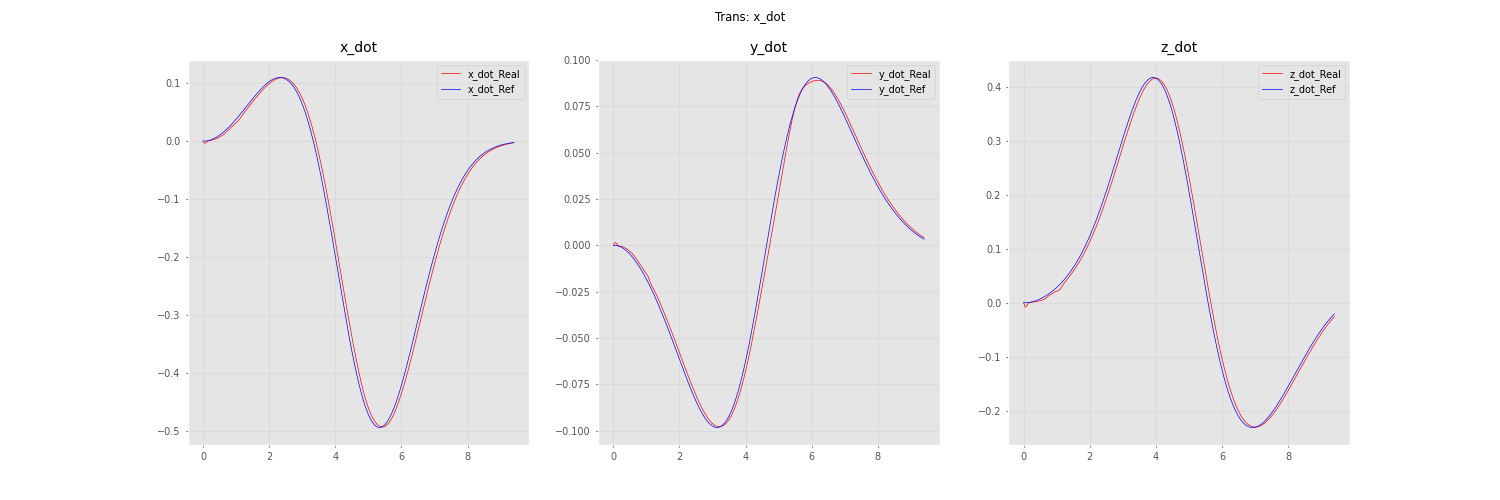 Trans: x_dot
x_dot
x_dot_Real
x_dot_Ref
0.1
0.0
−0.1
−0.2
−0.3
−0.4
−0.5
0 2 4 6 8
y_dot
y_dot_Real
y_dot_Ref
0.100
0.075
0.050
0.025
0.000
−0.025
−0.050
−0.075
−0.100
0 2 4 6 8
z_dot
z_dot_Real
z_dot_Ref
0.4
0.3
0.2
0.1
0.0
−0.1
−0.2
0 2 4 6 8